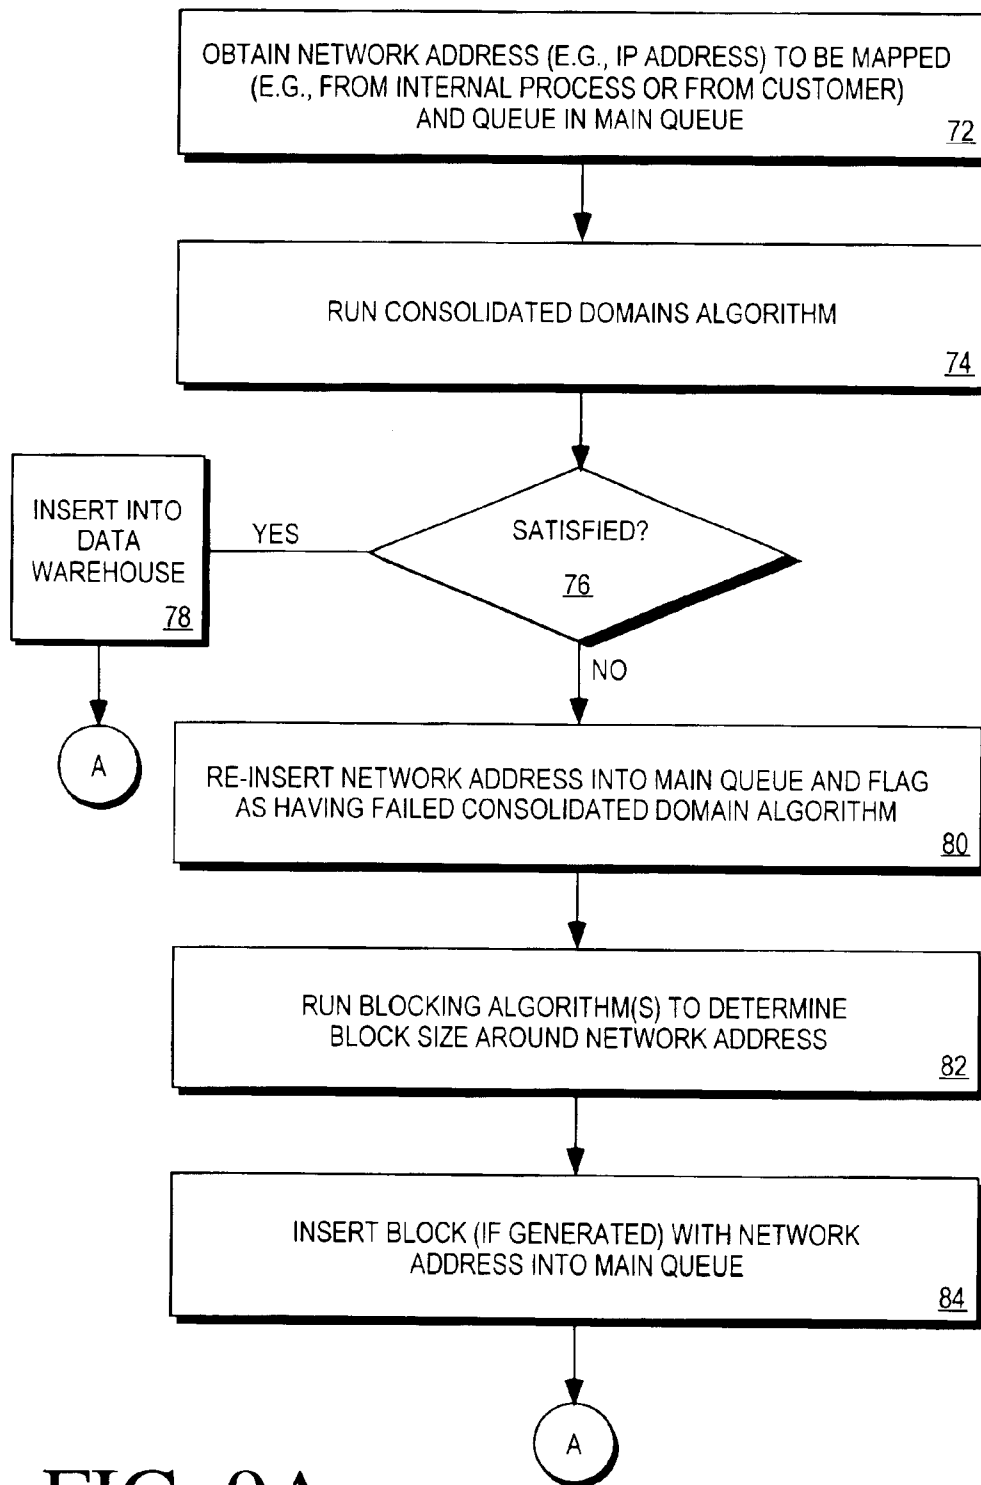 OBTAIN NETWORK ADDRESS (E.G., IP ADDRESS) TO BE MAPPED
(E.G., FROM INTERNAL PROCESS OR FROM CUSTOMER)
AND QUEUE IN MAIN QUEUE
72
RUN CONSOLIDATED DOMAINS ALGORITHM
74
SATISFIED?
76
YES
INSERT INTO
DATA
WAREHOUSE
78
A
NO
RE-INSERT NETWORK ADDRESS INTO MAIN QUEUE AND FLAG
AS HAVING FAILED CONSOLIDATED DOMAIN ALGORITHM
80
RUN BLOCKING ALGORITHM(S) TO DETERMINE
BLOCK SIZE AROUND NETWORK ADDRESS
82
INSERT BLOCK (IF GENERATED) WITH NETWORK
ADDRESS INTO MAIN QUEUE
84
A